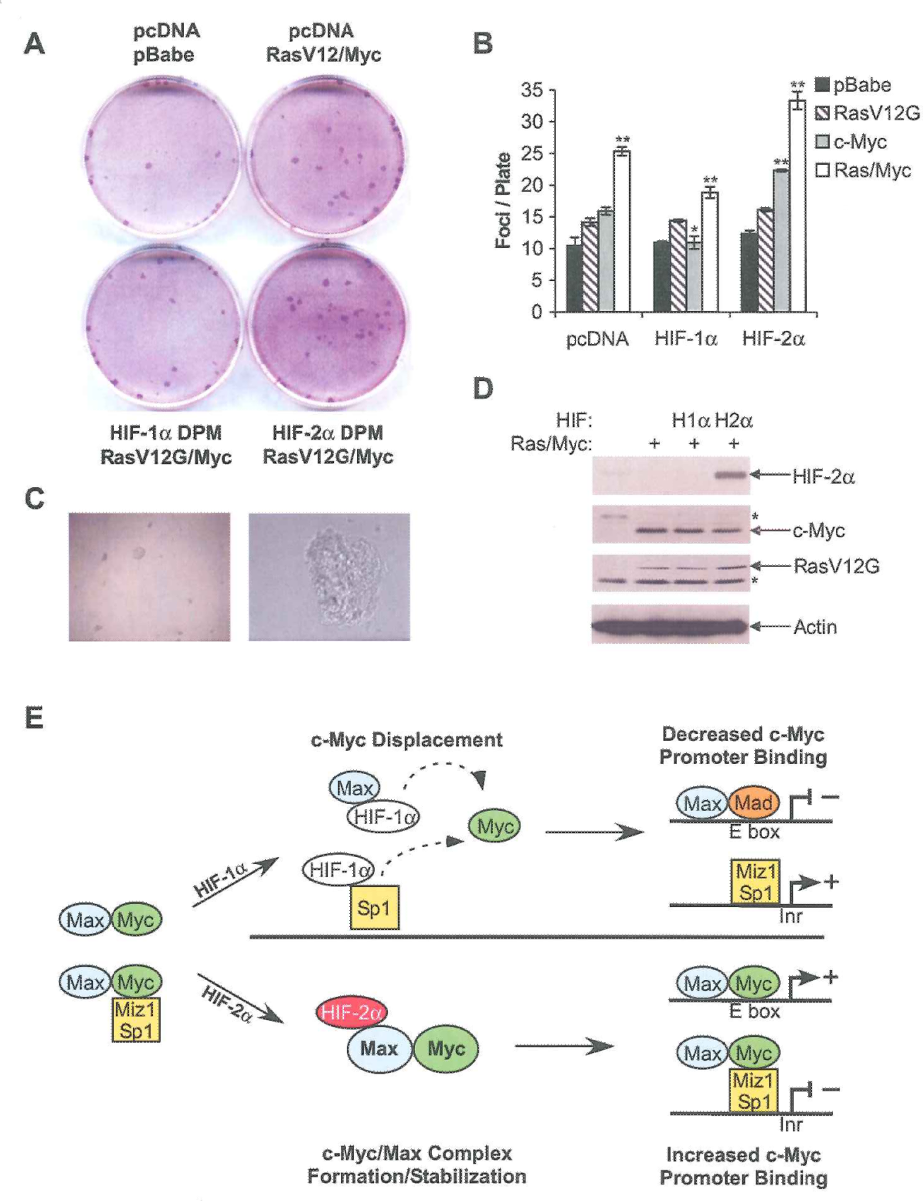 A
pcDNA
pBabe
pcDNA
RasV12/Myc
HIF-1α DPM
RasV12G/Myc
HIF-2α DPM
RasV12G/Myc
B
Foci / Plate
35
30
25
20
15
10
5
0
** * ** ** **
pcDNA HIF-1α HIF-2α
pBabe
RasV12G
c-Myc
Ras/Myc
C
D
HIF: H1α H2α
Ras/Myc: + + +
HIF-2α
*
c-Myc
RasV12G
*
Actin
E
c-Myc Displacement
Decreased c-Myc
Promoter Binding
Max
HIF-1α
Myc
HIF-1α
Sp1
Max Mad
E box
−
Miz1
Sp1
+
Inr
HIF-1α
Max Myc
Max Myc
Miz1
Sp1
HIF-2α
HIF-2α
Max Myc
Max Myc
+
E box
Max Myc
Miz1
Sp1
−
Inr
c-Myc/Max Complex
Formation/Stabilization
Increased c-Myc
Promoter Binding